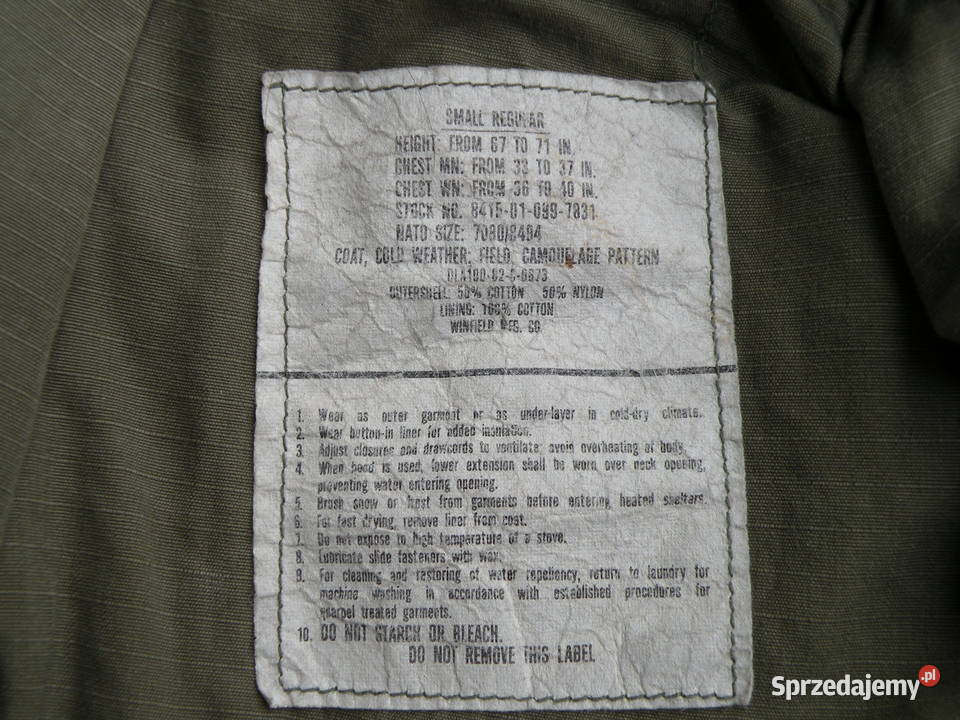 SMALL REGULAR
HEIGHT: FROM 67 TO 71 IN.
CHEST MN: FROM 33 TO 37 IN.
CHEST WN: FROM 36 TO 40 IN.
STOCK NO. 8415-01-099-7831
NATO SIZE: 7080/8494
COAT, COLD WEATHER; FIELD, CAMOUFLAGE PATTERN
DLA100-82-C-0673
OUTERSHELL: 50% COTTON 50% NYLON
LINING: 100% COTTON
WINFIELD MFG. CO.
1. Wear as outer garment or as under-layer in cold-dry climate.
2. Wear button-in liner for added insulation.
3. Adjust closures and drawcords to ventilate; avoid overheating of body.
4. When hood is used, lower extension shall be worn over neck opening,
preventing water entering opening.
5. Brush snow or frost from garments before entering heated shelters.
6. For fast drying, remove liner from coat.
7. Do not expose to high temperature of a stove.
8. Lubricate slide fasteners with wax.
9. For cleaning and restoring of water repellency, return to laundry for
machine washing in accordance with established procedures for
quarpel treated garments.
10. DO NOT STARCH OR BLEACH.
DO NOT REMOVE THIS LABEL
Sprzedajemy.pl